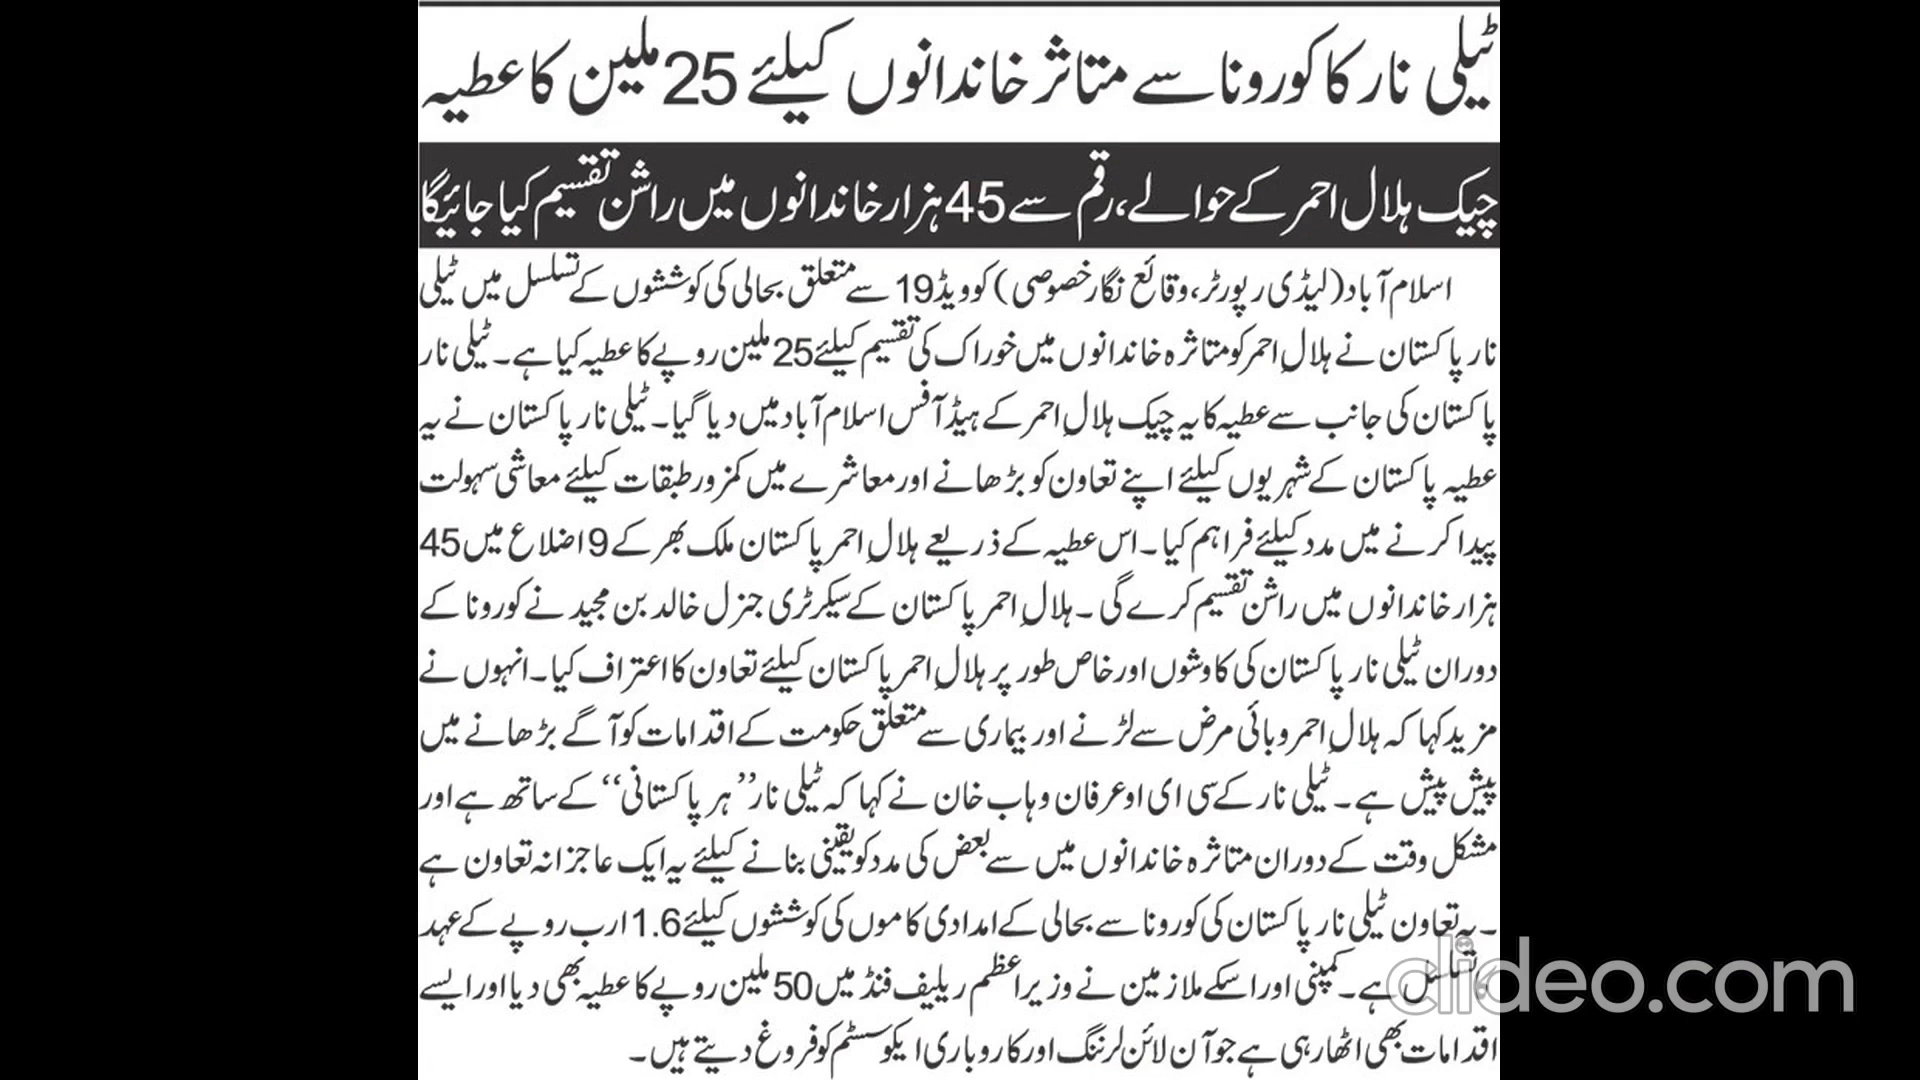 ٹیلی نار کا کورونا سے متاثر خاندانوں کیلئے 25 ملین کا عطیہ
چیک ہلال احمر کے حوالے، رقم سے 45 ہزار خاندانوں میں راشن تقسیم کیا جائیگا
اسلام آباد (لیڈی رپورٹر، وقائع نگار خصوصی) کوویڈ 19 سے متعلق بحالی کی کوششوں کے تسلسل میں ٹیلی
نار پاکستان نے ہلالِ احمر کو متاثرہ خاندانوں میں خوراک کی تقسیم کیلئے 25 ملین روپے کا عطیہ کیا ہے۔ ٹیلی نار
پاکستان کی جانب سے عطیہ کا یہ چیک ہلالِ احمر کے ہیڈ آفس اسلام آباد میں دیا گیا۔ ٹیلی نار پاکستان نے یہ
عطیہ پاکستان کے شہریوں کیلئے اپنے تعاون کو بڑھانے اور معاشرے میں کمزور طبقات کیلئے معاشی سہولت
پیدا کرنے میں مدد کیلئے فراہم کیا۔ اس عطیہ کے ذریعے ہلالِ احمر پاکستان ملک بھر کے 9 اضلاع میں 45
ہزار خاندانوں میں راشن تقسیم کرے گی۔ ہلالِ احمر پاکستان کے سیکرٹری جنرل خالد بن مجید نے کورونا کے
دوران ٹیلی نار پاکستان کی کاوشوں اور خاص طور پر ہلالِ احمر پاکستان کیلئے تعاون کا اعتراف کیا۔ انہوں نے
مزید کہا کہ ہلالِ احمر وبائی مرض سے لڑنے اور بیماری سے متعلق حکومت کے اقدامات کو آگے بڑھانے میں
پیش پیش ہے۔ ٹیلی نار کے سی ای او عرفان وہاب خان نے کہا کہ ٹیلی نار ”ہر پاکستانی“ کے ساتھ ہے اور
مشکل وقت کے دوران متاثرہ خاندانوں میں سے بعض کی مدد کو یقینی بنانے کیلئے یہ ایک عاجزانہ تعاون ہے
۔ یہ تعاون ٹیلی نار پاکستان کی کورونا سے بحالی کے امدادی کاموں کی کوششوں کیلئے 1.6 ارب روپے کے عہد
کا تسلسل ہے۔ کمپنی اور اسکے ملازمین نے وزیر اعظم ریلیف فنڈ میں 50 ملین روپے کا عطیہ بھی دیا اور ایسے
اقدامات بھی اٹھا رہی ہے جو آن لائن لرننگ اور کاروباری ایکو سسٹم کو فروغ دیتے ہیں۔
clideo.com